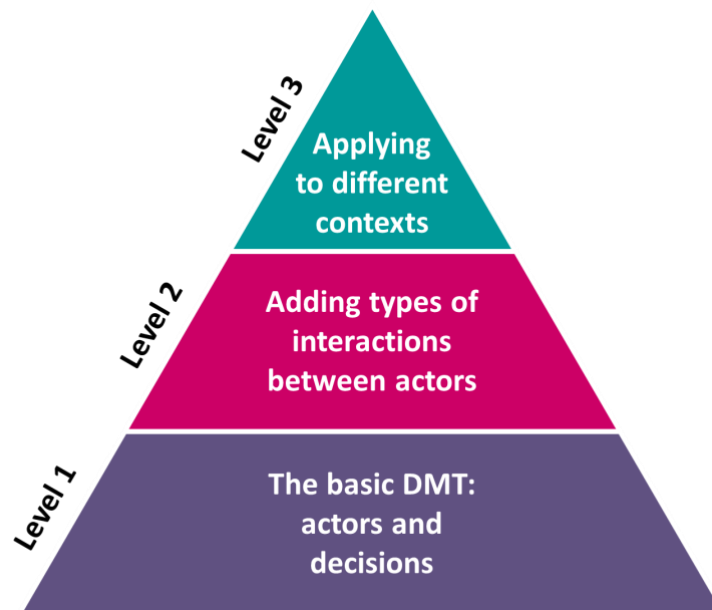 Level 3
Applying
to different
contexts
Level 2
Adding types of
interactions
between actors
Level 1
The basic DMT:
actors and
decisions